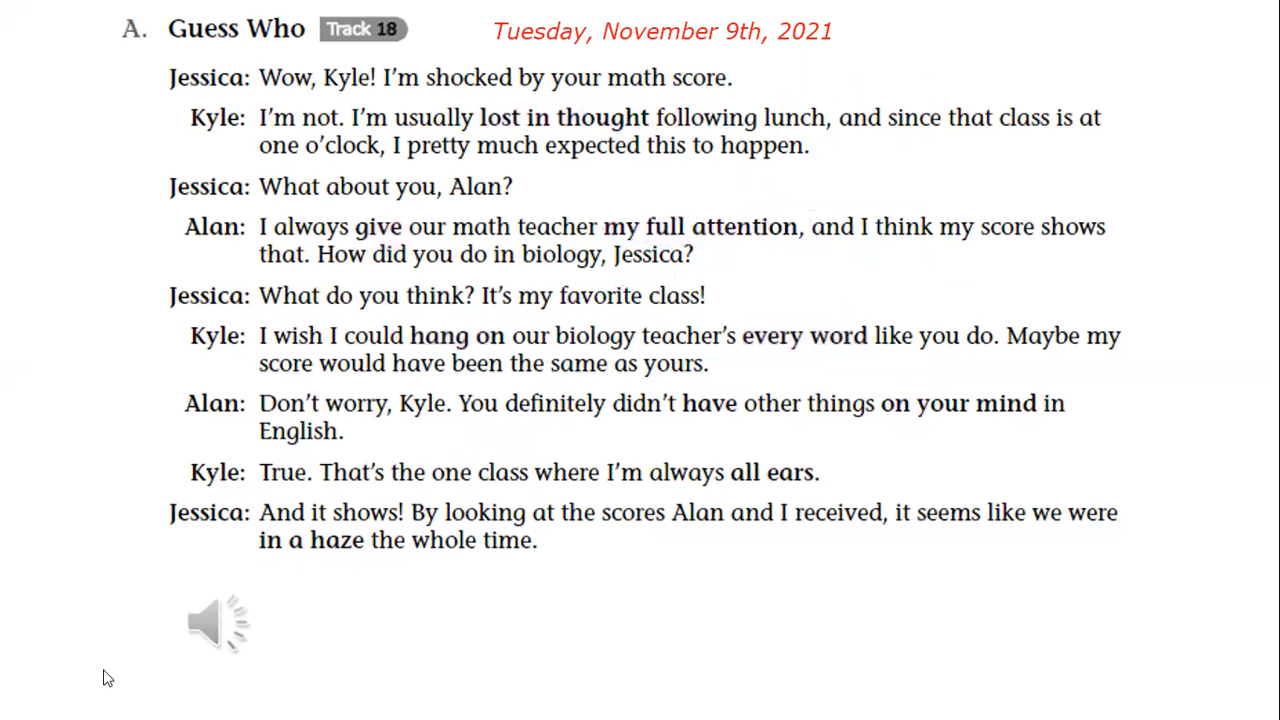 A. Guess Who Track 18 Tuesday, November 9th, 2021
Jessica: Wow, Kyle! I'm shocked by your math score.
Kyle: I'm not. I'm usually lost in thought following lunch, and since that class is at
one o'clock, I pretty much expected this to happen.
Jessica: What about you, Alan?
Alan: I always give our math teacher my full attention, and I think my score shows
that. How did you do in biology, Jessica?
Jessica: What do you think? It's my favorite class!
Kyle: I wish I could hang on our biology teacher's every word like you do. Maybe my
score would have been the same as yours.
Alan: Don't worry, Kyle. You definitely didn't have other things on your mind in
English.
Kyle: True. That's the one class where I'm always all ears.
Jessica: And it shows! By looking at the scores Alan and I received, it seems like we were
in a haze the whole time.